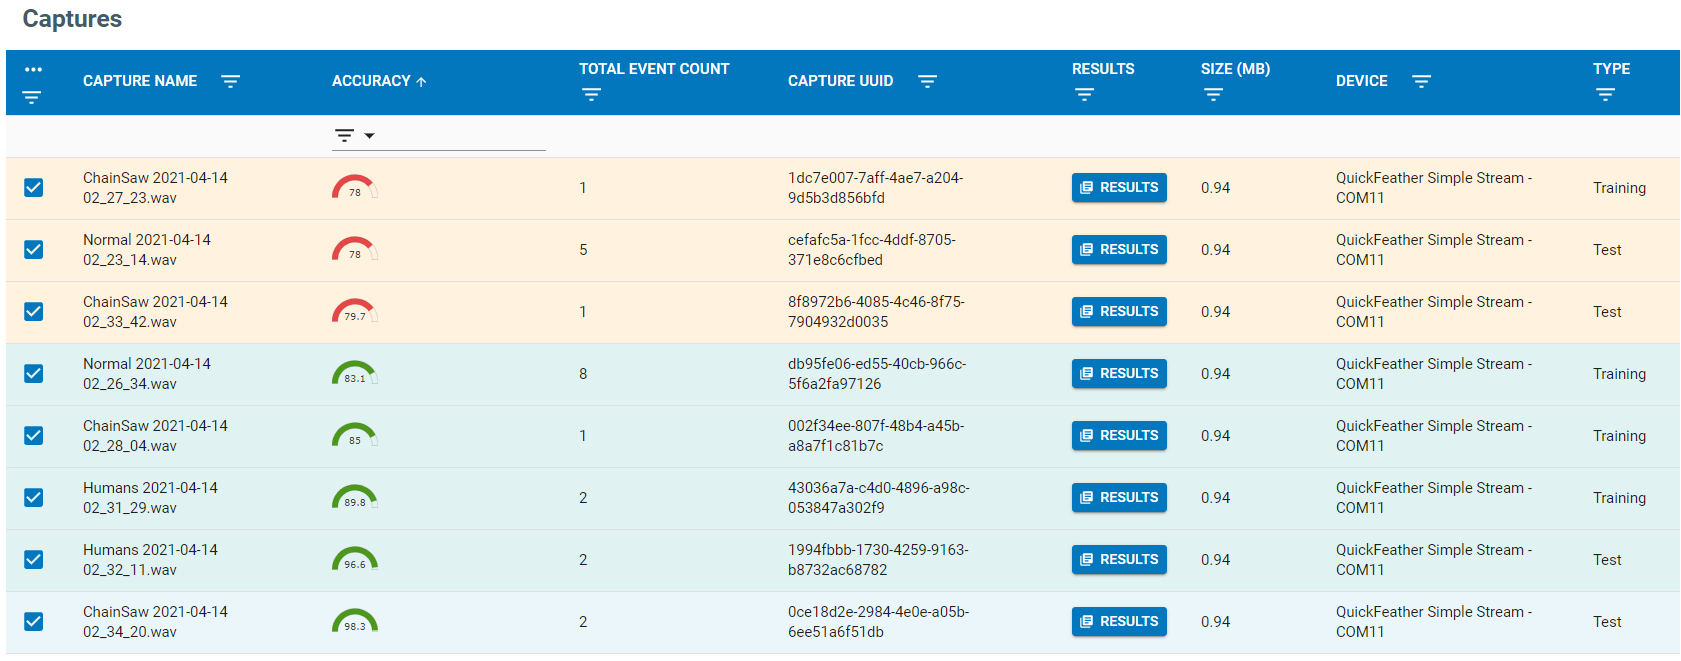 Captures
CAPTURE NAME
ACCURACY
TOTAL EVENT COUNT
CAPTURE UUID
RESULTS
SIZE (MB)
DEVICE
TYPE
ChainSaw 2021-04-14
02_27_23.wav
78
1
1dc7e007-7aff-4ae7-a204-
9d5b3d856bfd
RESULTS
0.94
QuickFeather Simple Stream -
COM11
Training
Normal 2021-04-14
02_23_14.wav
78
5
cefafc5a-1fcc-4ddf-8705-
371e8c6cfbed
RESULTS
0.94
QuickFeather Simple Stream -
COM11
Test
ChainSaw 2021-04-14
02_33_42.wav
79.7
1
8f8972b6-4085-4c46-8f75-
7904932d0035
RESULTS
0.94
QuickFeather Simple Stream -
COM11
Test
Normal 2021-04-14
02_26_34.wav
83.1
8
db95fe06-ed55-40cb-966c-
5f6a2fa97126
RESULTS
0.94
QuickFeather Simple Stream -
COM11
Training
ChainSaw 2021-04-14
02_28_04.wav
85
1
002f34ee-807f-48b4-a45b-
a8a7f1c81b7c
RESULTS
0.94
QuickFeather Simple Stream -
COM11
Training
Humans 2021-04-14
02_31_29.wav
89.8
2
43036a7a-c4d0-4896-a98c-
053847a302f9
RESULTS
0.94
QuickFeather Simple Stream -
COM11
Training
Humans 2021-04-14
02_32_11.wav
96.6
2
1994fbbb-1730-4259-9163-
b8732ac68782
RESULTS
0.94
QuickFeather Simple Stream -
COM11
Test
ChainSaw 2021-04-14
02_34_20.wav
98.3
2
0ce18d2e-2984-4e0e-a05b-
6ee51a6f51db
RESULTS
0.94
QuickFeather Simple Stream -
COM11
Test